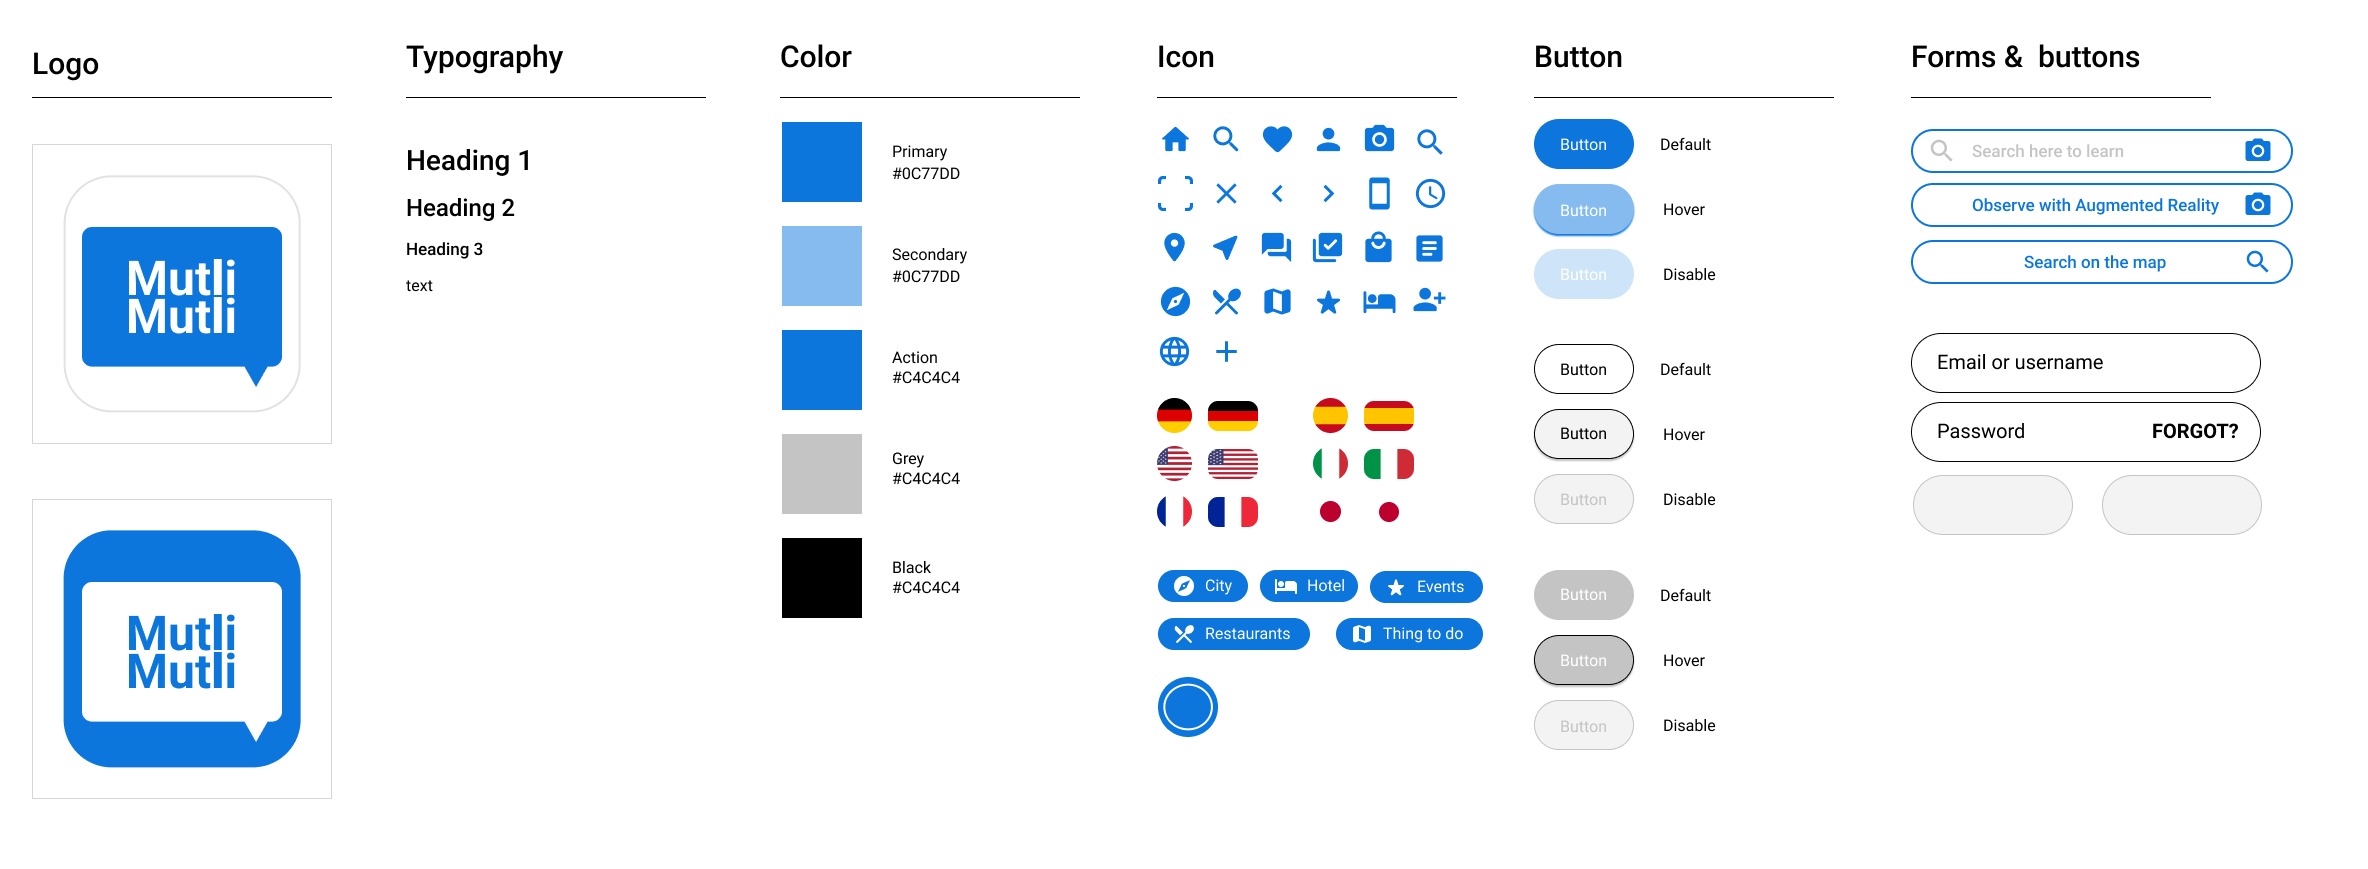 Logo
Mutli
Mutli
Mutli
Mutli
Typography
Heading 1
Heading 2
Heading 3
text
Color
Primary
#0C77DD
Secondary
#0C77DD
Action
#C4C4C4
Grey
#C4C4C4
Black
#C4C4C4
Icon
City
Hotel
Events
Restaurants
Thing to do
Button
Button Default
Button Hover
Button Disable
Button Default
Button Hover
Button Disable
Button Default
Button Hover
Button Disable
Forms & buttons
Search here to learn
Observe with Augmented Reality
Search on the map
Email or username
Password FORGOT?